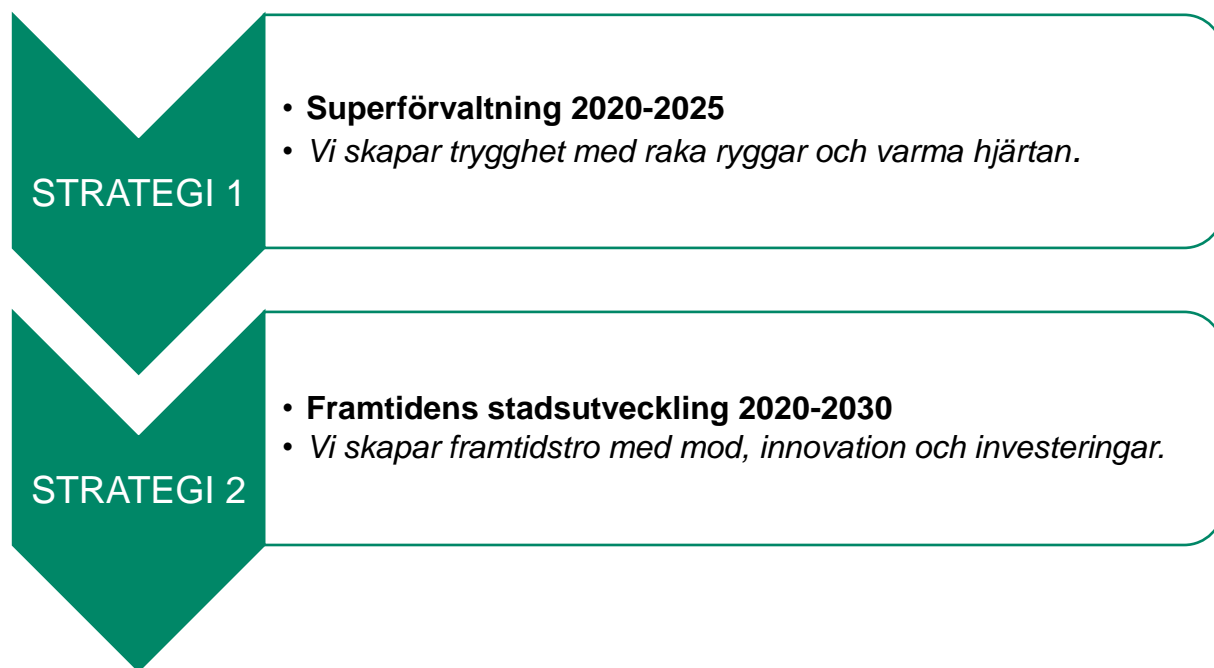 STRATEGI 1
• Superförvaltning 2020-2025
• Vi skapar trygghet med raka ryggar och varma hjärtan.
STRATEGI 2
• Framtidens stadsutveckling 2020-2030
• Vi skapar framtidstro med mod, innovation och investeringar.